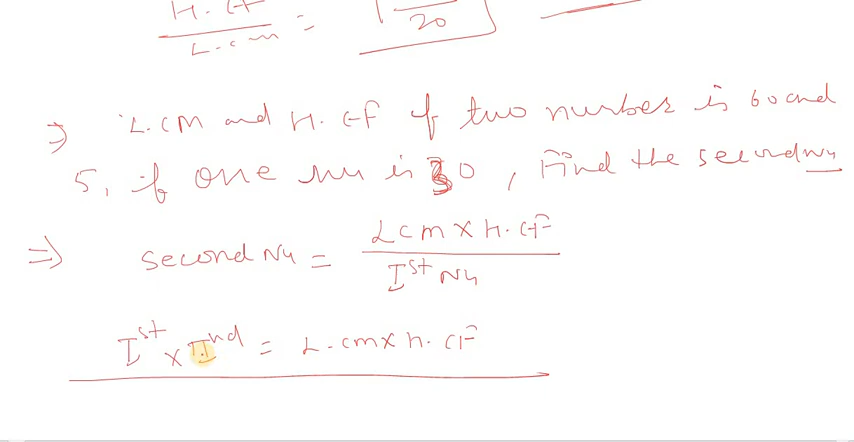 H.CF
L.cm =
20
⇒ L.CM and H.CF of two number is 60 and
5, if one nu is 30, Find the second nu
⇒ second Nu = LCM X H.CF
Ist Nu
Ist x IInd = L.cm x H.CF